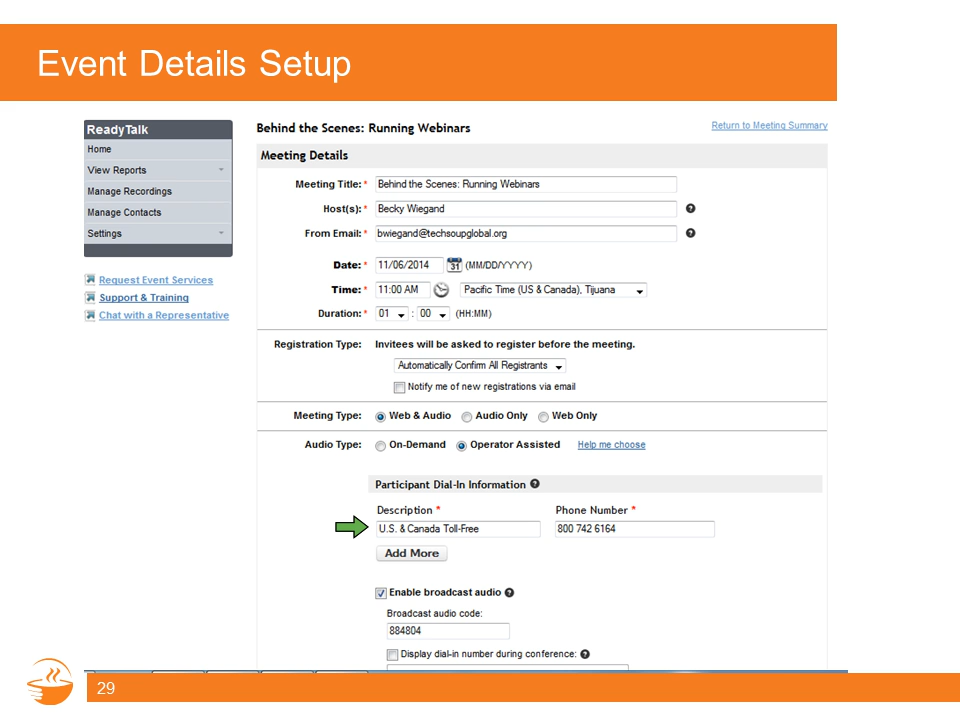 Event Details Setup
ReadyTalk
Home
View Reports
Manage Recordings
Manage Contacts
Settings
Request Event Services
Support & Training
Chat with a Representative
Behind the Scenes: Running Webinars
Return to Meeting Summary
Meeting Details
Meeting Title:* Behind the Scenes: Running Webinars
Host(s):* Becky Wiegand ?
From Email:* bwiegand@techsoupglobal.org ?
Date:* 11/06/2014 31 (MM/DD/YYYY)
Time:* 11:00 AM Pacific Time (US & Canada), Tijuana
Duration:* 01 : 00 (HH:MM)
Registration Type: Invitees will be asked to register before the meeting.
Automatically Confirm All Registrants
Notify me of new registrations via email
Meeting Type: Web & Audio Audio Only Web Only
Audio Type: On-Demand Operator Assisted Help me choose
Participant Dial-In Information ?
Description * Phone Number *
U.S. & Canada Toll-Free 800 742 6164
Add More
Enable broadcast audio ?
Broadcast audio code:
884804
Display dial-in number during conference: ?
29